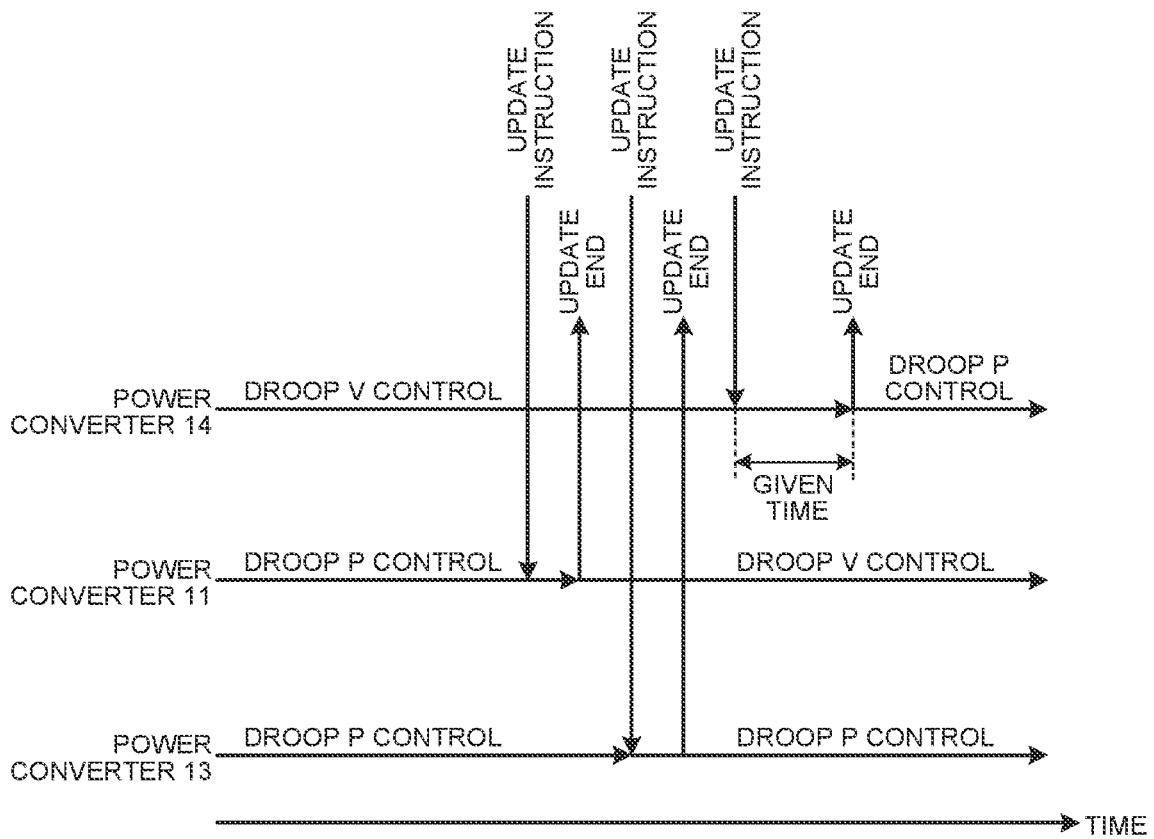 UPDATE
INSTRUCTION
UPDATE
INSTRUCTION
UPDATE
INSTRUCTION
UPDATE
END
UPDATE
END
UPDATE
END
POWER
CONVERTER 14
DROOP V CONTROL
DROOP P
CONTROL
GIVEN
TIME
POWER
CONVERTER 11
DROOP P CONTROL
DROOP V CONTROL
POWER
CONVERTER 13
DROOP P CONTROL
DROOP P CONTROL
TIME